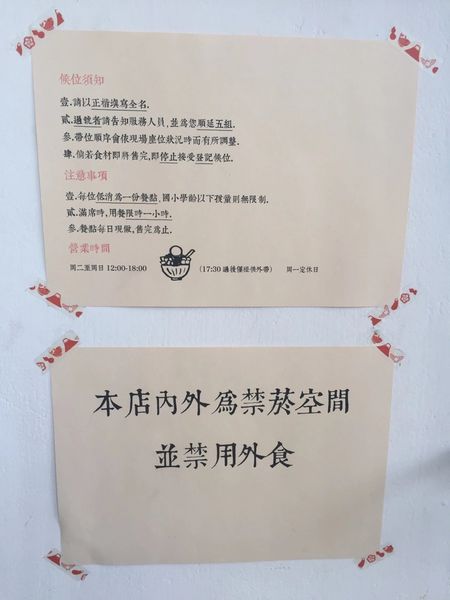 候位須知
壹.請以正楷填寫全名.
貳.過號者請告知服務人員,並為您順延五組.
參.帶位順序會依現場座位狀況時而有所調整.
肆.倘若食材即將售完,即停止接受登記候位.
注意事項
壹.每位低消為一份餐點,國小學齡以下孩童則無限制.
貳.滿席時,用餐限時一小時.
參.餐點每日現做,售完為止.
營業時間
周二至周日 12:00-18:00 (17:30 過後僅提供外帶) 周一定休日
本店內外為禁菸空間
並禁用外食